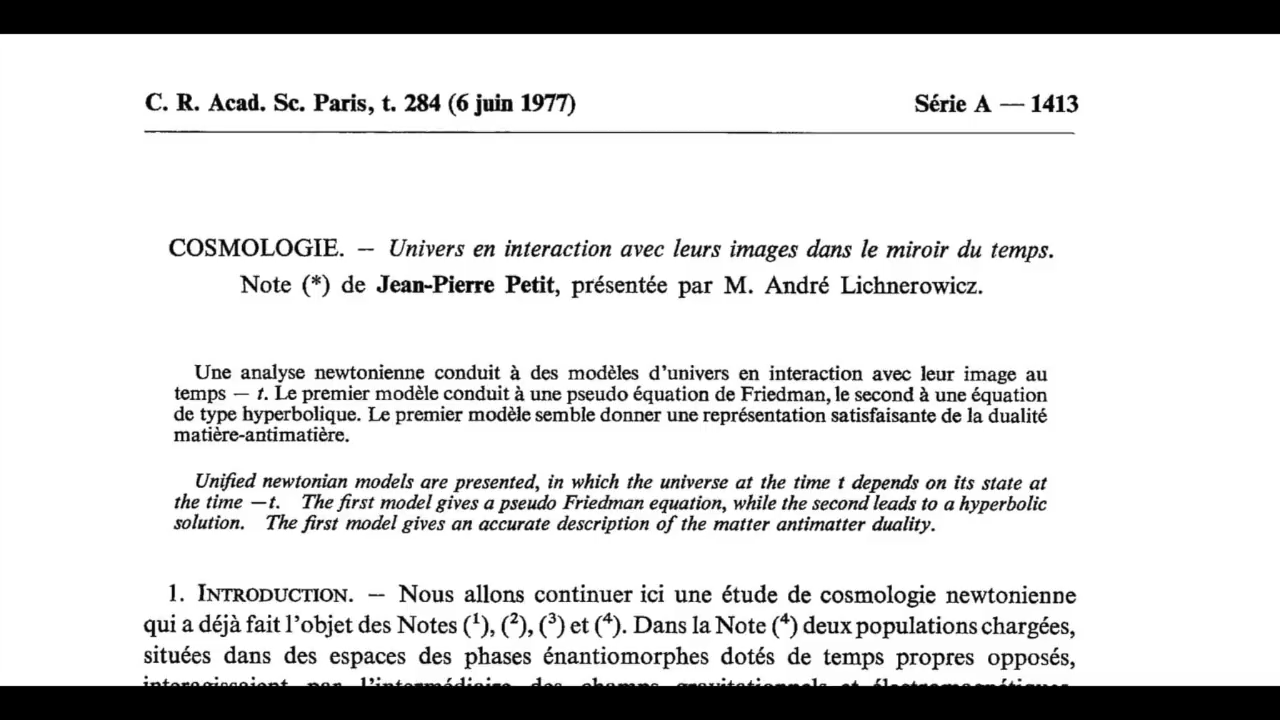 C. R. Acad. Sc. Paris, t. 284 (6 juin 1977)
Série A — 1413
COSMOLOGIE. — Univers en interaction avec leurs images dans le miroir du temps.
Note (*) de Jean-Pierre Petit, présentée par M. André Lichnerowicz.
Une analyse newtonienne conduit à des modèles d’univers en interaction avec leur image au
temps — t. Le premier modèle conduit à une pseudo équation de Friedman, le second à une équation
de type hyperbolique. Le premier modèle semble donner une représentation satisfaisante de la dualité
matière-antimatière.
Unified newtonian models are presented, in which the universe at the time t depends on its state at
the time —t. The first model gives a pseudo Friedman equation, while the second leads to a hyperbolic
solution. The first model gives an accurate description of the matter antimatter duality.
1. INTRODUCTION. — Nous allons continuer ici une étude de cosmologie newtonienne
qui a déjà fait l’objet des Notes (¹), (²), (³) et (⁴). Dans la Note (⁴) deux populations chargées,
situées dans des espaces des phases énantiomorphes dotés de temps propres opposés,
interagissaient par l’intermédiaire des champs gravitationnels et électromagnétiques.